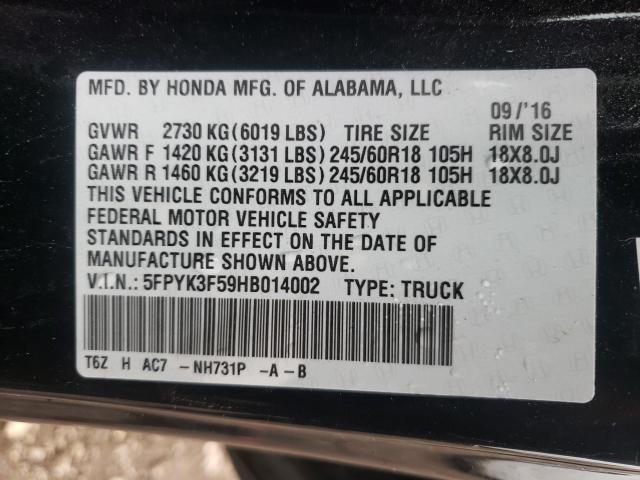 MFD. BY HONDA MFG. OF ALABAMA, LLC
09/'16
GVWR 2730 KG(6019 LBS) TIRE SIZE RIM SIZE
GAWR F 1420 KG(3131 LBS) 245/60R18 105H 18X8.0J
GAWR R 1460 KG(3219 LBS) 245/60R18 105H 18X8.0J
THIS VEHICLE CONFORMS TO ALL APPLICABLE
FEDERAL MOTOR VEHICLE SAFETY
STANDARDS IN EFFECT ON THE DATE OF
MANUFACTURE SHOWN ABOVE.
V.I.N.: 5FPYK3F59HB014002 TYPE: TRUCK
T6Z H AC7 -NH731P -A-B